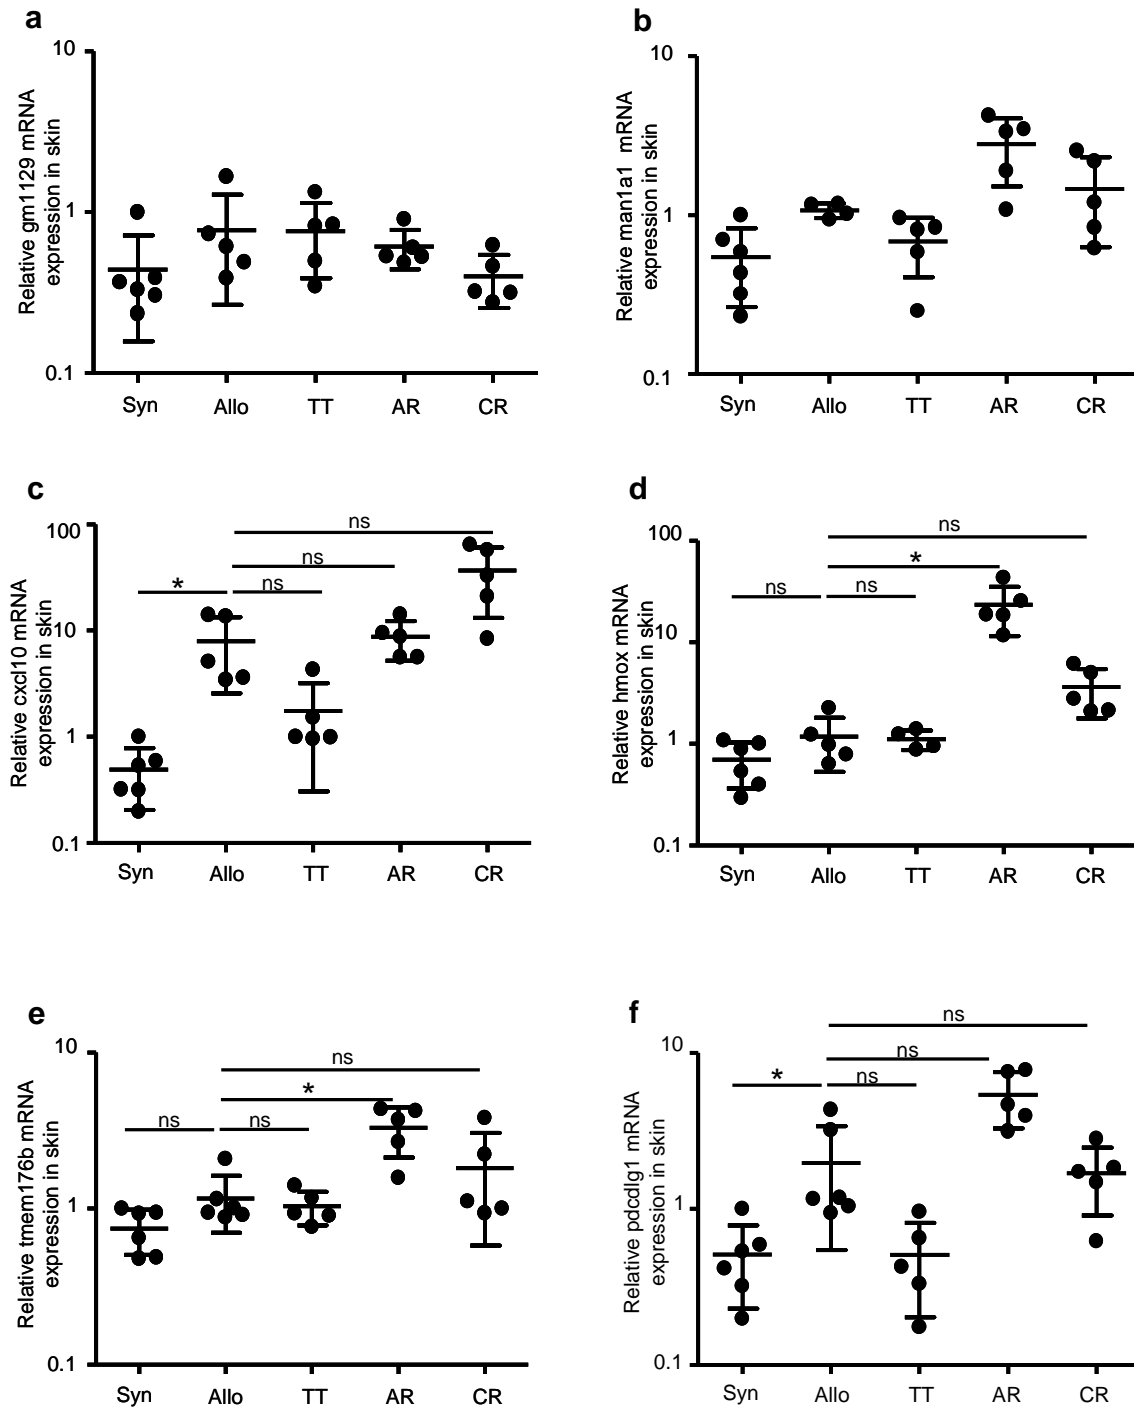 a
Relative gm1129 mRNA
expression in skin
10
1
0.1
Syn Allo TT AR CR
b
Relative man1a1 mRNA
expression in skin
10
1
0.1
Syn Allo TT AR CR
c
Relative cxcl10 mRNA
expression in skin
100
10
1
0.1
ns
ns
* ns
Syn Allo TT AR CR
d
Relative hmox mRNA
expression in skin
100
10
1
0.1
ns
*
ns ns
Syn Allo TT AR CR
e
Relative tmem176b mRNA
expression in skin
10
1
0.1
ns
*
ns ns
Syn Allo TT AR CR
f
Relative pdcdlg1 mRNA
expression in skin
10
1
0.1
ns
ns
* ns
Syn Allo TT AR CR